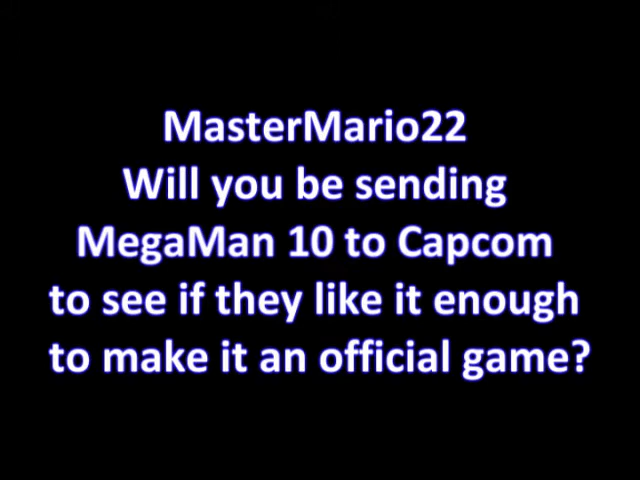 MasterMario22
Will you be sending
MegaMan 10 to Capcom
to see if they like it enough
to make it an official game?